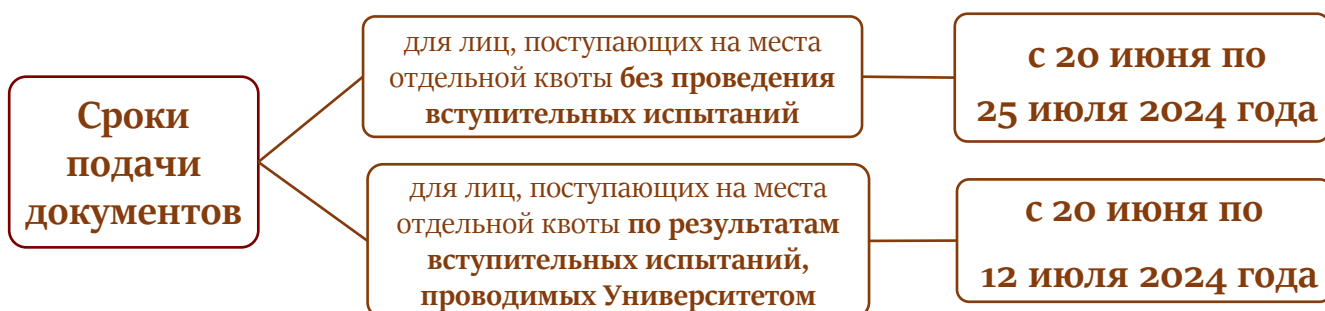 Сроки
подачи
документов
для лиц, поступающих на места
отдельной квоты без проведения
вступительных испытаний
с 20 июня по
25 июля 2024 года
для лиц, поступающих на места
отдельной квоты по результатам
вступительных испытаний,
проводимых Университетом
с 20 июня по
12 июля 2024 года